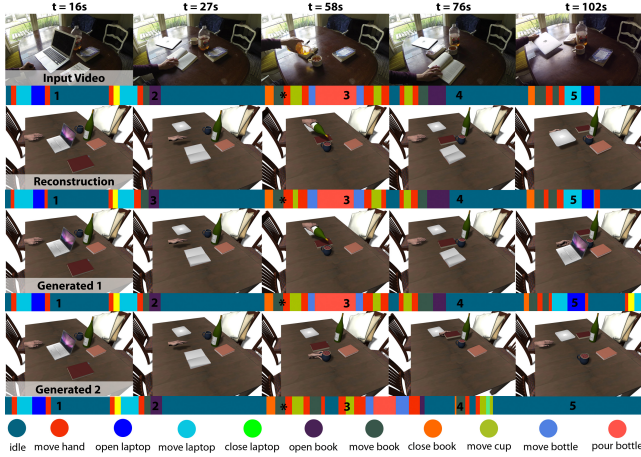 t = 16s t = 27s t = 58s t = 76s t = 102s
Input Video
1 2 * 3 4 5
Reconstruction
1 3 * 3 4 5
Generated 1
1 2 * 3 4 5
Generated 2
1 2 * 3 4 5
idle move hand open laptop move laptop close laptop open book move book close book move cup move bottle pour bottle